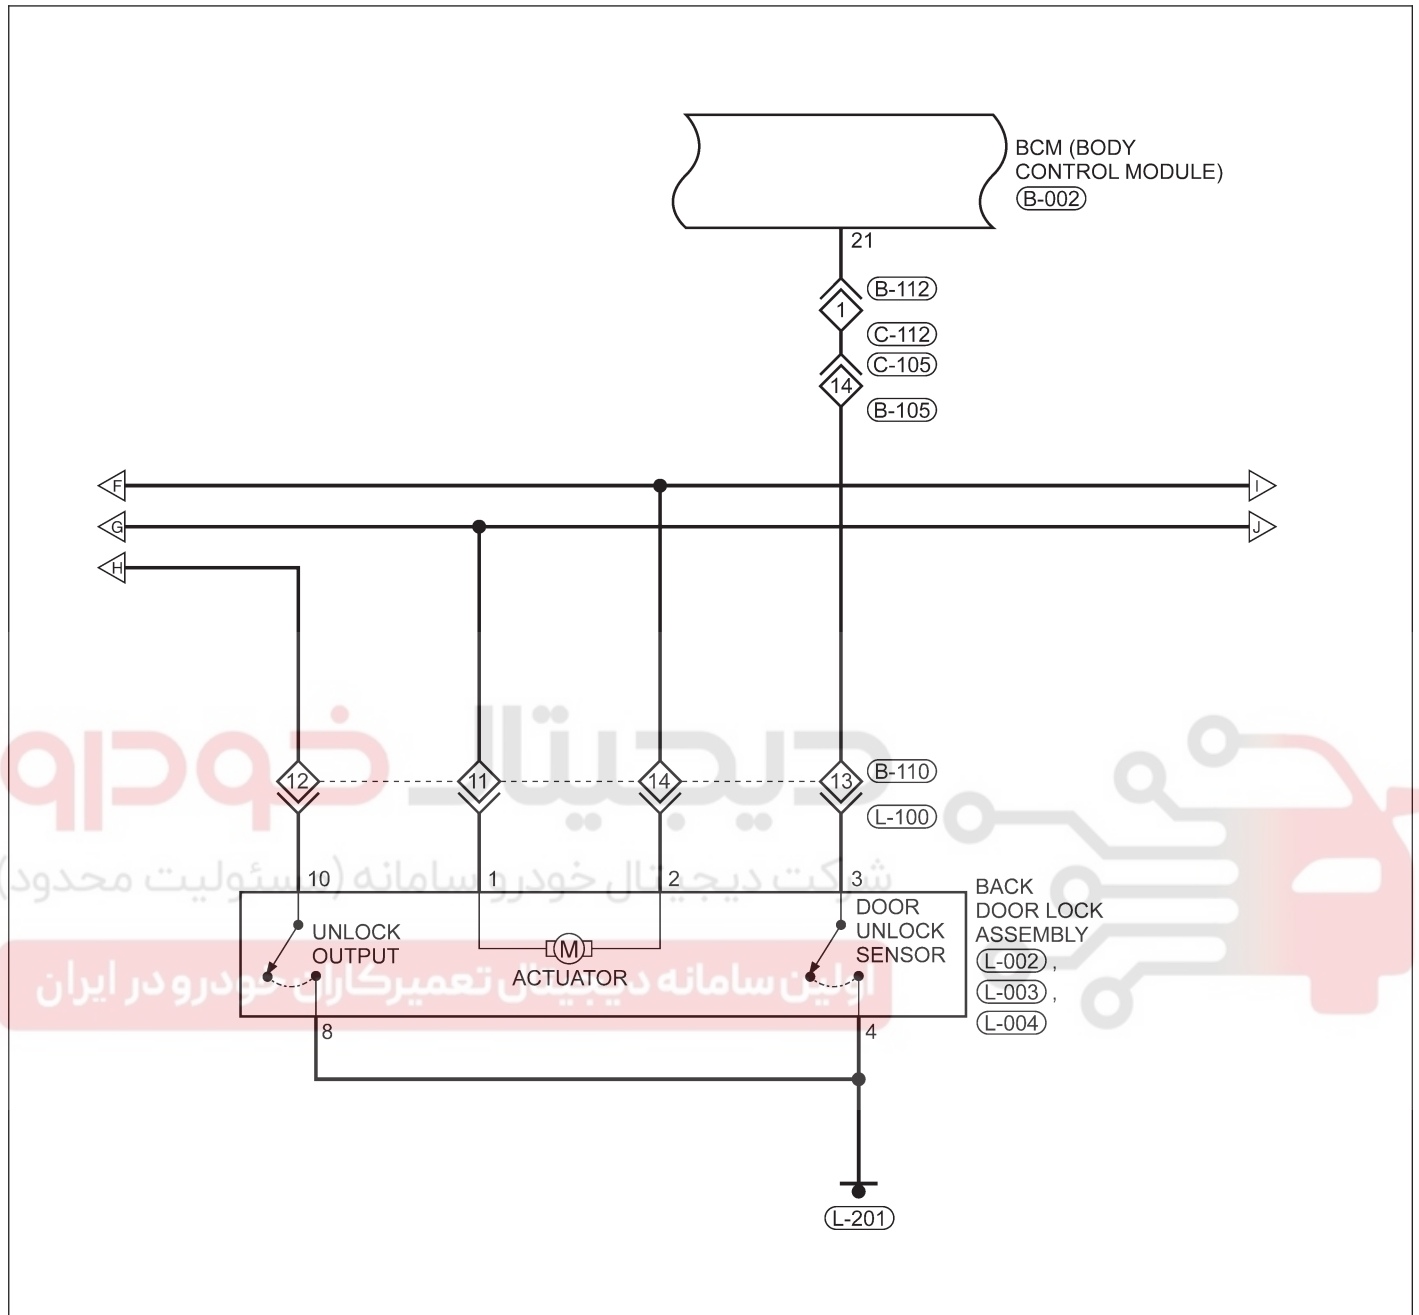 BCM (BODY
CONTROL MODULE)
B-002
21
B-112
1
C-112
C-105
14
B-105
F
I
G
J
H
دیجیتال خودرو
12
11
14
13
B-110
L-100
شرکت دیجیتال خودرو سامانه (مسئولیت محدود)
10
1
2
3
BACK
DOOR LOCK
ASSEMBLY
L-002 ,
L-003 ,
L-004
UNLOCK
OUTPUT
M
ACTUATOR
DOOR
UNLOCK
SENSOR
اولین سامانه دیجیتال تعمیرکاران خودرو در ایران
8
4
L-201